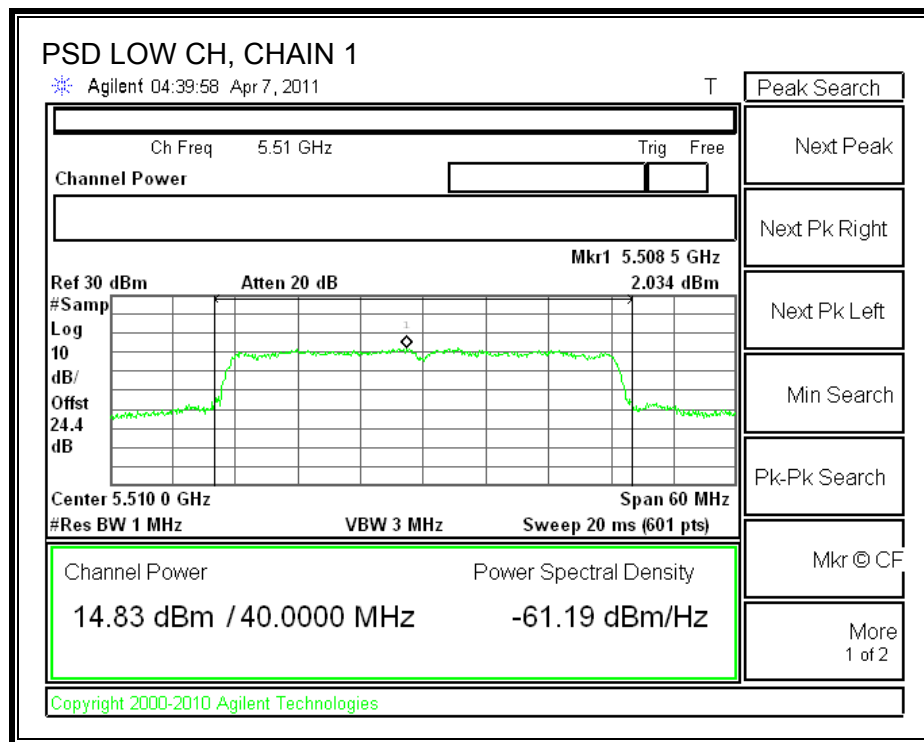 PSD LOW CH, CHAIN 1
Agilent 04:39:58 Apr 7, 2011 T
Peak Search
Ch Freq 5.51 GHz Trig Free
Next Peak
Channel Power
Next Pk Right
Mkr1 5.508 5 GHz
Ref 30 dBm Atten 20 dB 2.034 dBm
#Samp
Log
10
dB/
Offst
24.4
dB
1
Next Pk Left
Min Search
Pk-Pk Search
Center 5.510 0 GHz Span 60 MHz
#Res BW 1 MHz VBW 3 MHz Sweep 20 ms (601 pts)
Channel Power Power Spectral Density
14.83 dBm / 40.0000 MHz -61.19 dBm/Hz
Mkr © CF
More
1 of 2
Copyright 2000-2010 Agilent Technologies